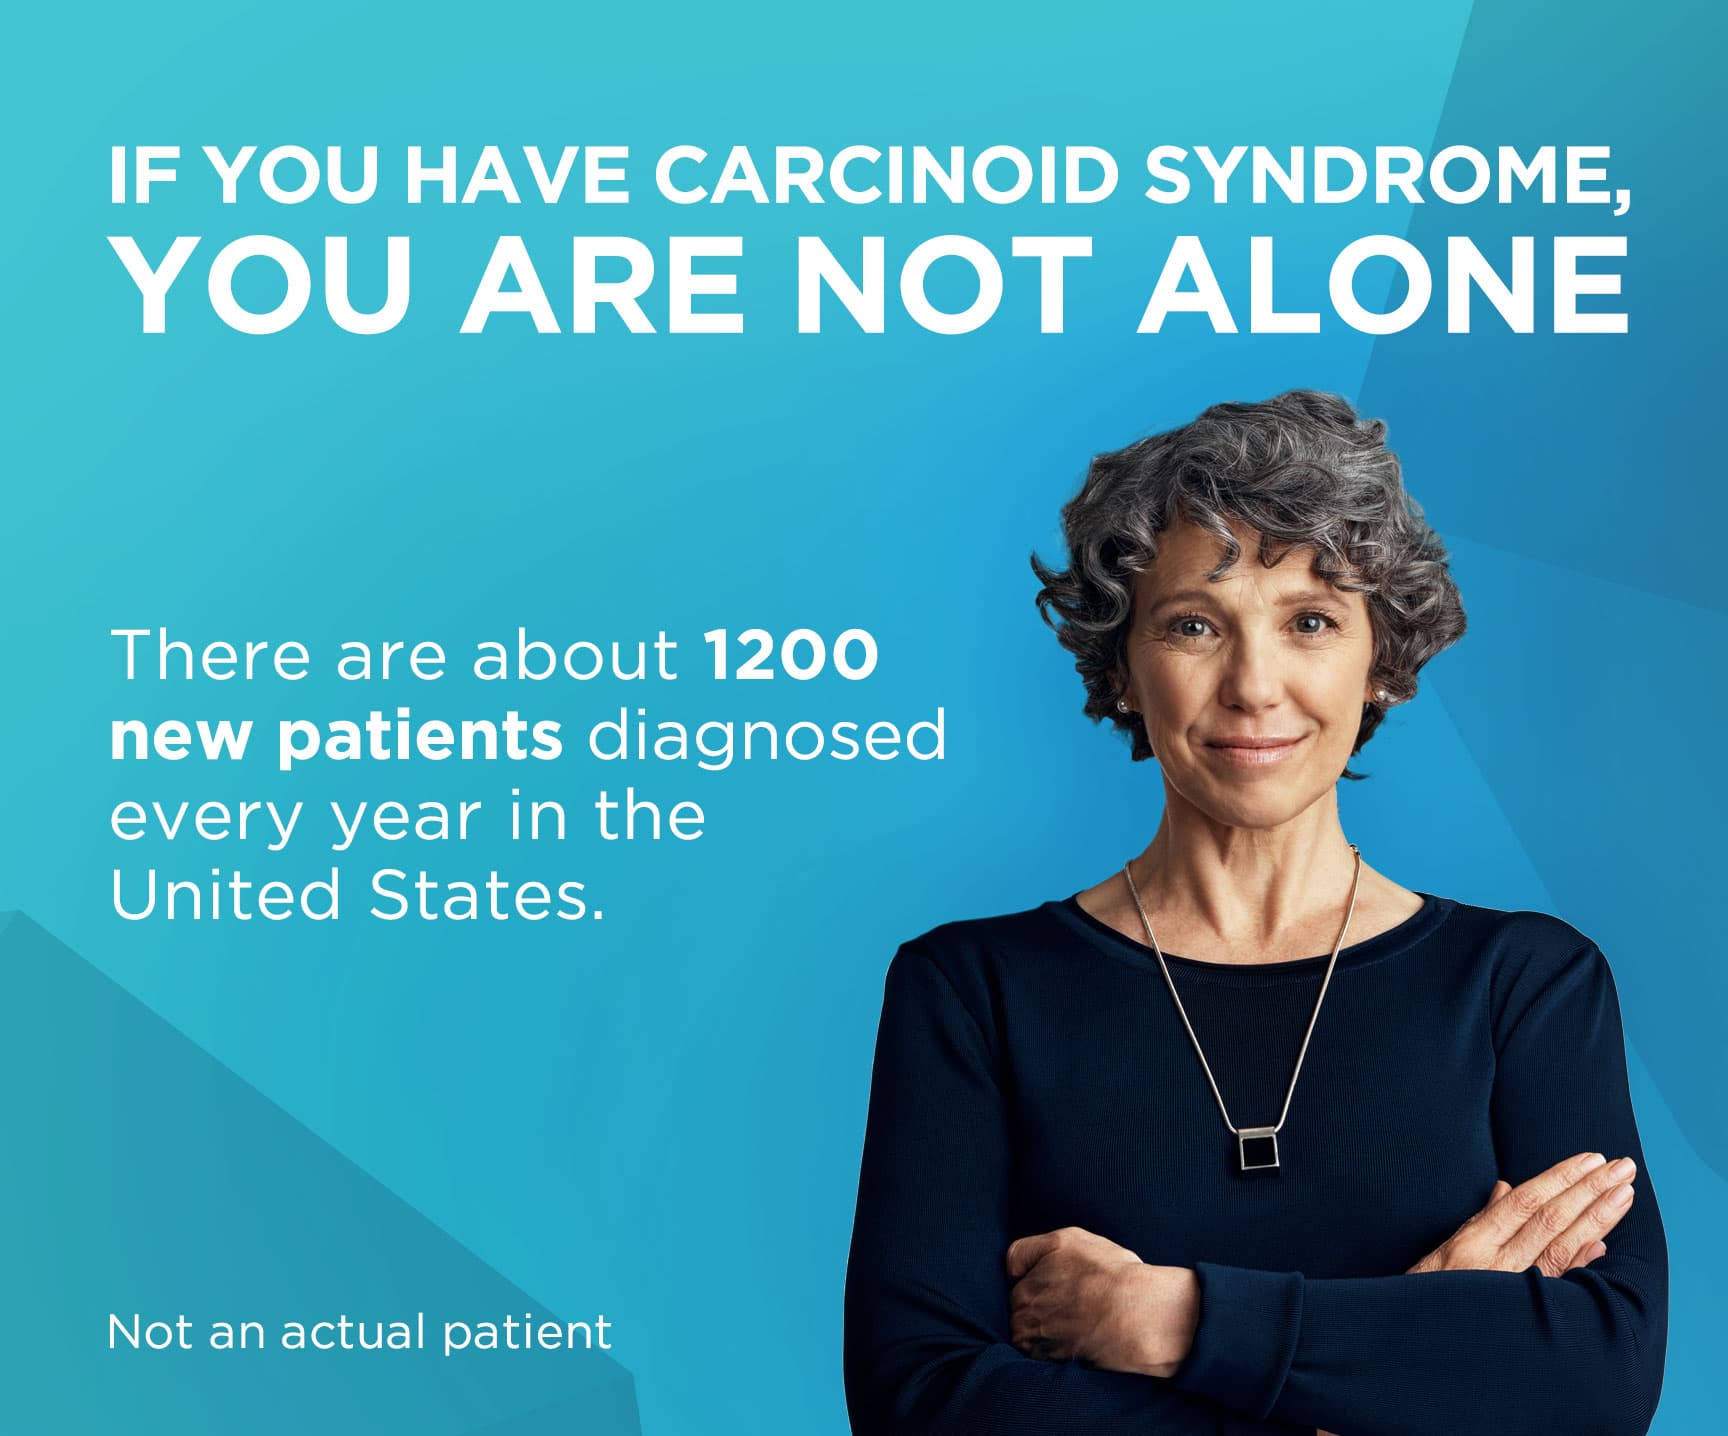 IF YOU HAVE CARCINOID SYNDROME,
YOU ARE NOT ALONE
There are about 1200
new patients diagnosed
every year in the
United States.
Not an actual patient